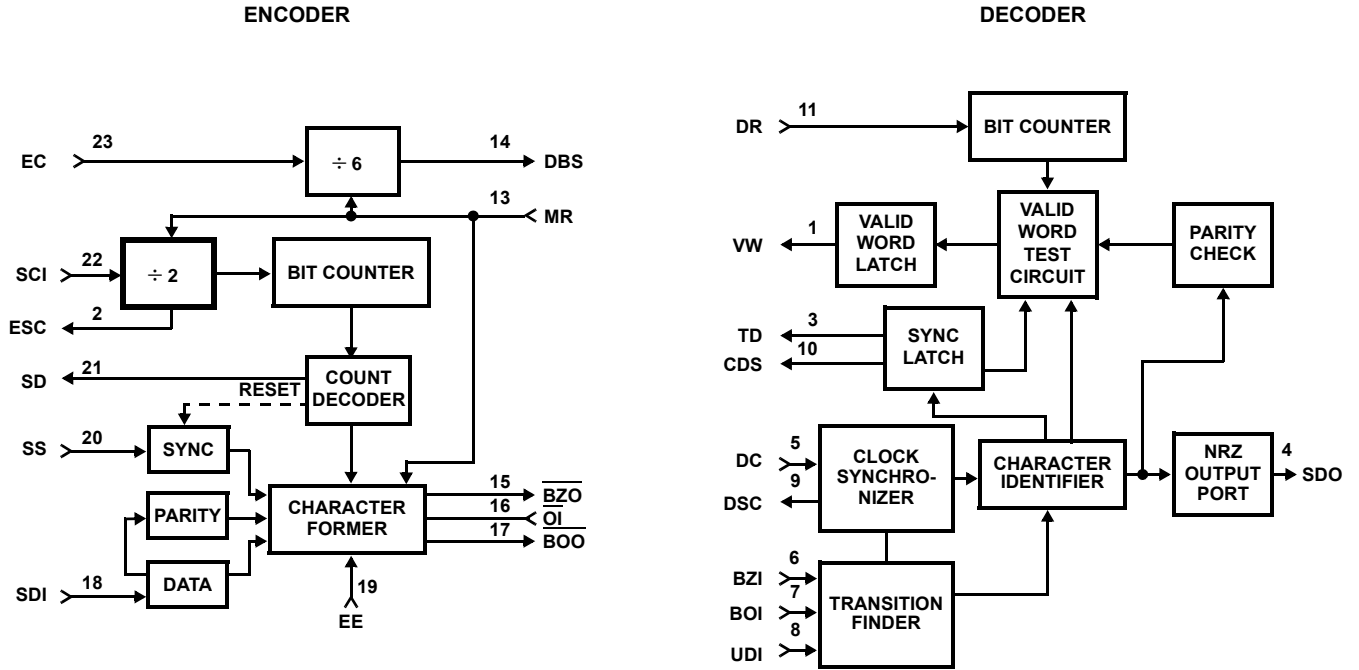 ENCODER
EC
23
÷ 6
14
DBS
13
MR
SCI
22
÷ 2
BIT COUNTER
ESC
2
SD
21
RESET
COUNT
DECODER
SS
20
SYNC
PARITY
SDI
18
DATA
CHARACTER
FORMER
15
BZO
16
OI
17
BOO
19
EE
DECODER
DR
11
BIT COUNTER
VW
1
VALID
WORD
LATCH
VALID
WORD
TEST
CIRCUIT
PARITY
CHECK
TD
3
CDS
10
SYNC
LATCH
DC
5
DSC
9
CLOCK
SYNCHRO-
NIZER
CHARACTER
IDENTIFIER
NRZ
OUTPUT
PORT
4
SDO
BZI
6
BOI
7
UDI
8
TRANSITION
FINDER